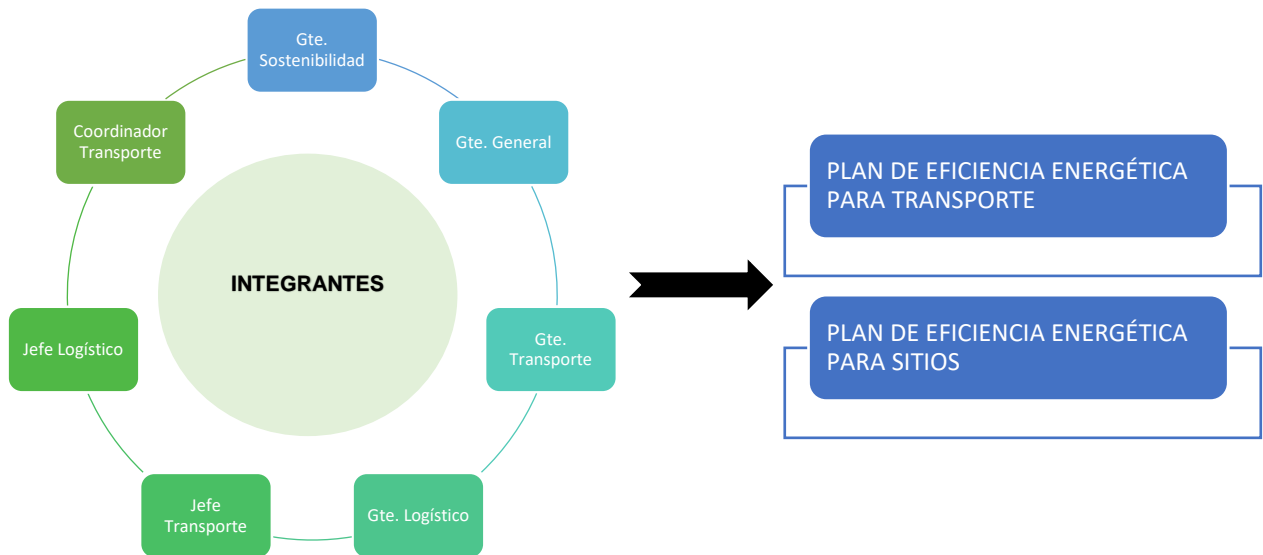 Gte.
Sostenibilidad
Gte. General
Gte.
Transporte
Gte. Logístico
Jefe
Transporte
Jefe Logístico
Coordinador
Transporte
INTEGRANTES
PLAN DE EFICIENCIA ENERGÉTICA
PARA TRANSPORTE
PLAN DE EFICIENCIA ENERGÉTICA
PARA SITIOS